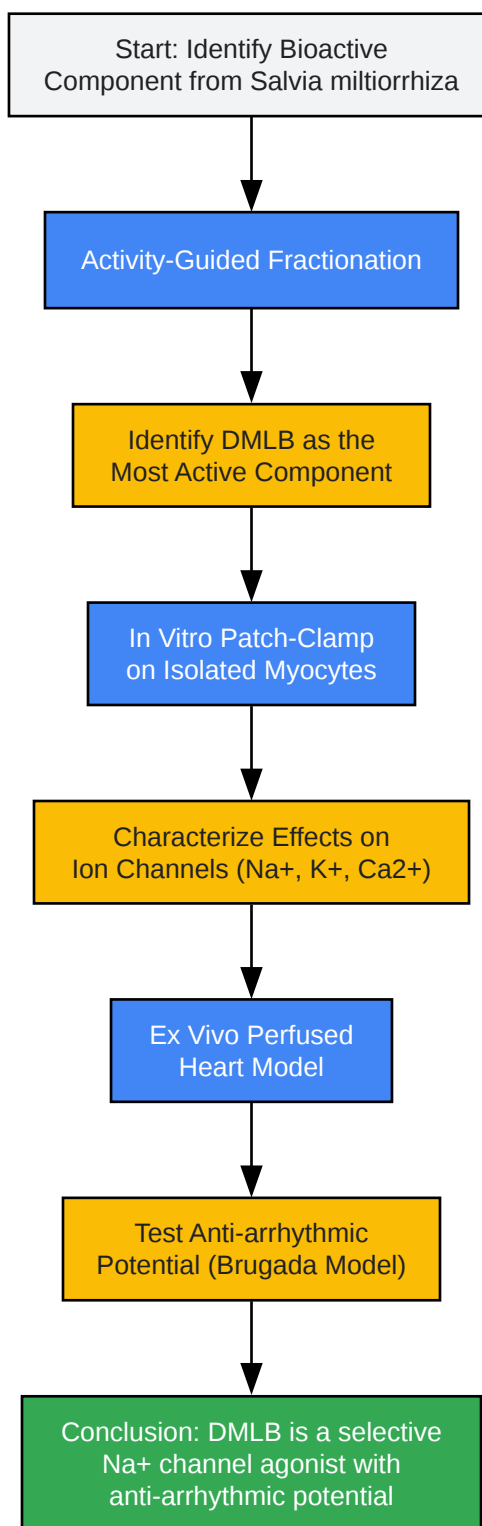 Start: Identify Bioactive
Component from Salvia miltiorrhiza
Activity-Guided Fractionation
Identify DMLB as the
Most Active Component
In Vitro Patch-Clamp
on Isolated Myocytes
Characterize Effects on
Ion Channels (Na+, K+, Ca2+)
Ex Vivo Perfused
Heart Model
Test Anti-arrhythmic
Potential (Brugada Model)
Conclusion: DMLB is a selective
Na+ channel agonist with
anti-arrhythmic potential